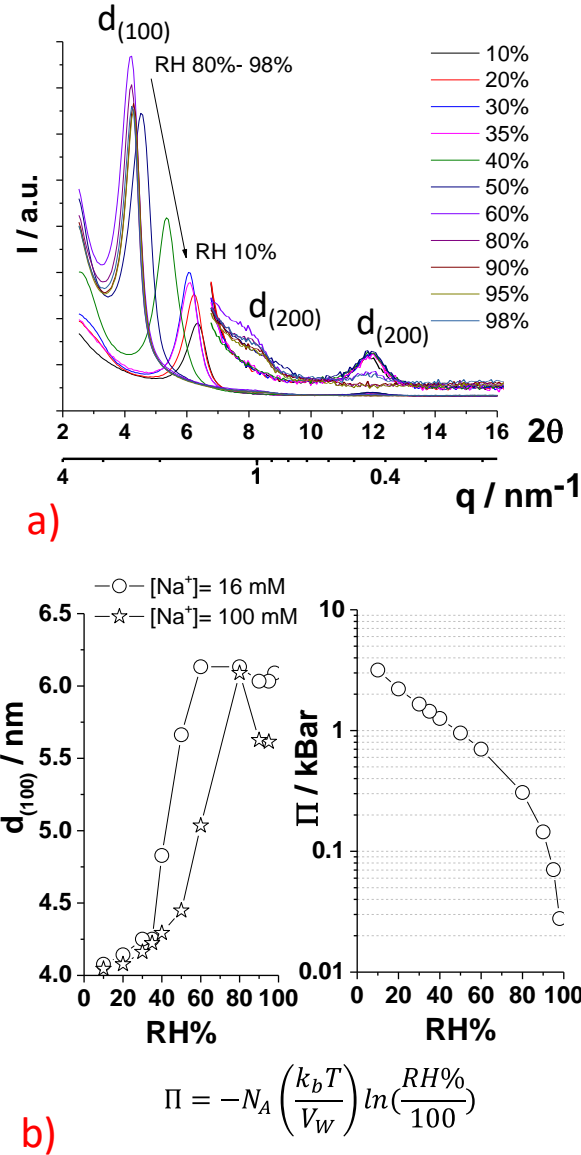 d(100)
RH 80%- 98%
RH 10%
d(200)
d(200)
10%
20%
30%
35%
40%
50%
60%
80%
90%
95%
98%
I / a.u.
2 4 6 8 10 12 14 16
2θ
4 1 0.4
q / nm-1
a)
[Na+]= 16 mM
[Na+]= 100 mM
6.5
6.0
5.5
5.0
4.5
4.0
d(100) / nm
0 20 40 60 80 100
RH%
10
1
0.1
0.01
Π / kBar
0 20 40 60 80 100
RH%
Π = −N_A (k_bT/V_W) ln(RH%/100)
b)